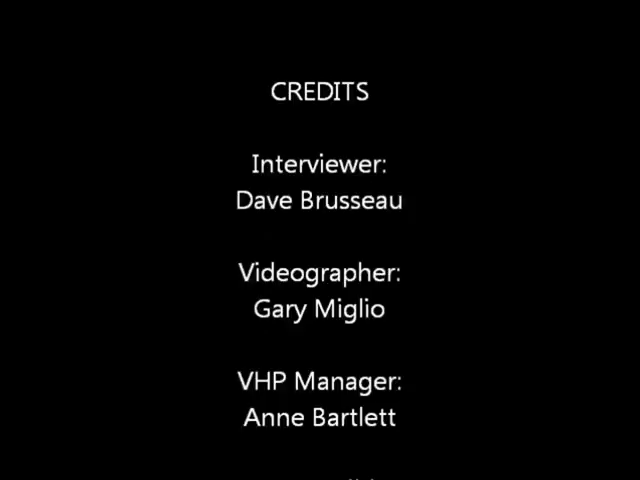 CREDITS
Interviewer:
Dave Brusseau
Videographer:
Gary Miglio
VHP Manager:
Anne Bartlett